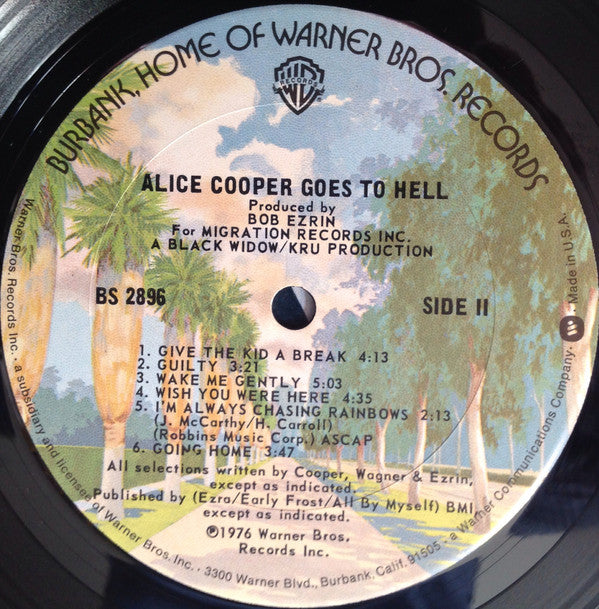 BURBANK, HOME OF WARNER BROS. RECORDS
WB
RECORDS
ALICE COOPER GOES TO HELL
Produced by
BOB EZRIN
For MIGRATION RECORDS INC.
A BLACK WIDOW/KRU PRODUCTION
BS 2896
SIDE II
1. GIVE THE KID A BREAK 4:13
2. GUILTY 3:21
3. WAKE ME GENTLY 5:03
4. WISH YOU WERE HERE 4:35
5. I'M ALWAYS CHASING RAINBOWS 2:13
(J. McCarthy/H. Carroll)
(Robbins Music Corp.) ASCAP
6. GOING HOME 3:47
All selections written by Cooper, Wagner & Ezrin,
except as indicated.
Published by (Ezra/Early Frost/All By Myself) BMI
except as indicated.
℗1976 Warner Bros.
Records Inc.
Warner Bros. Records Inc. · a subsidiary and licensee of Warner Bros. Inc. · 3300 Warner Blvd., Burbank, Calif. 91505 · a Warner Communications Company · Made in U.S.A.